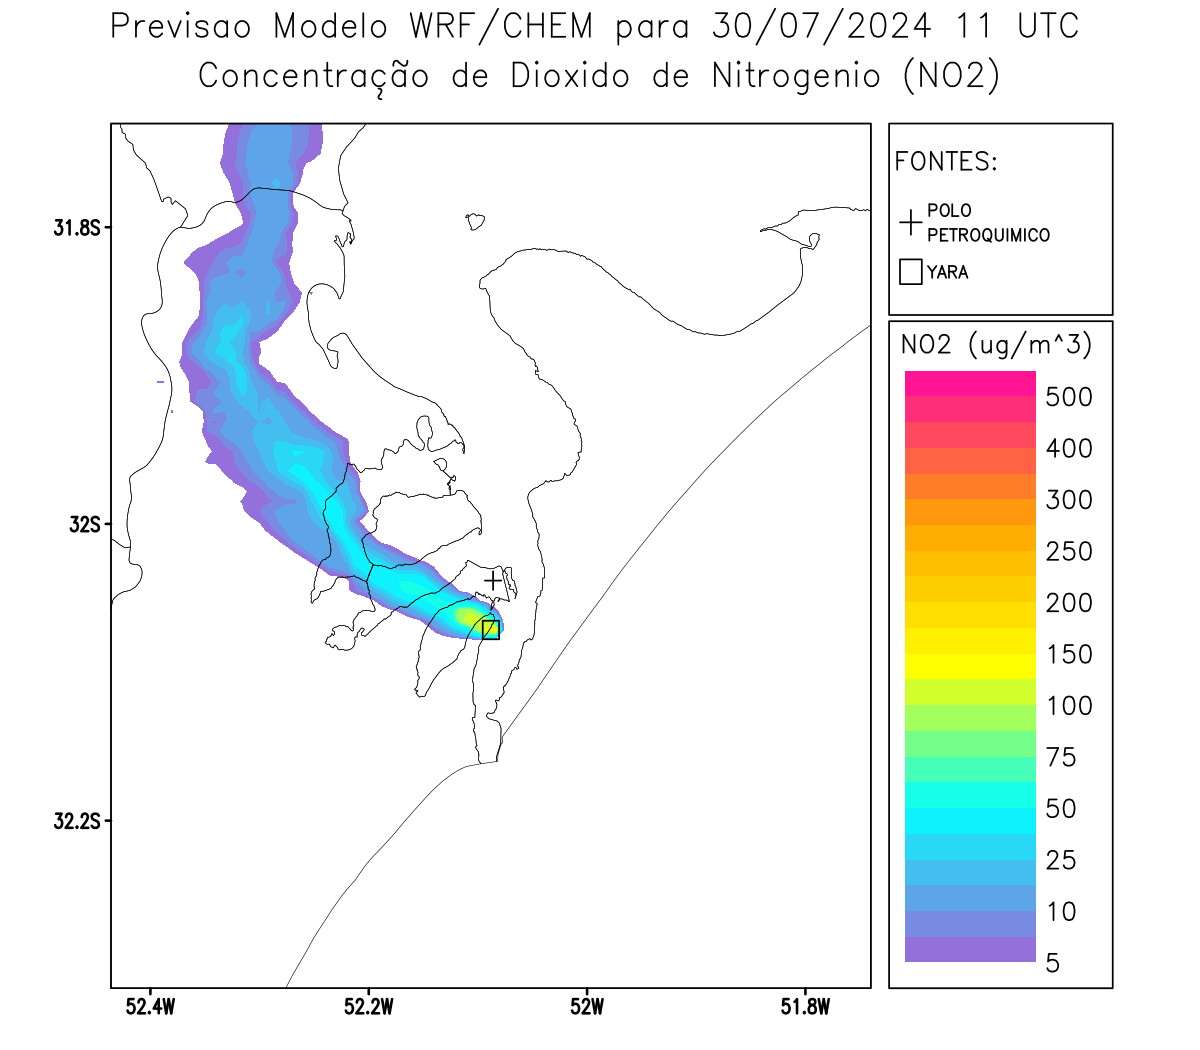 Previsao Modelo WRF/CHEM para 30/07/2024 11 UTC
Concentração de Dioxido de Nitrogenio (NO2)
FONTES:
POLO
PETROQUIMICO
YARA
NO2 (ug/m^3)
500
400
300
250
200
150
100
75
50
25
10
5
31.8S
32S
32.2S
52.4W
52.2W
52W
51.8W